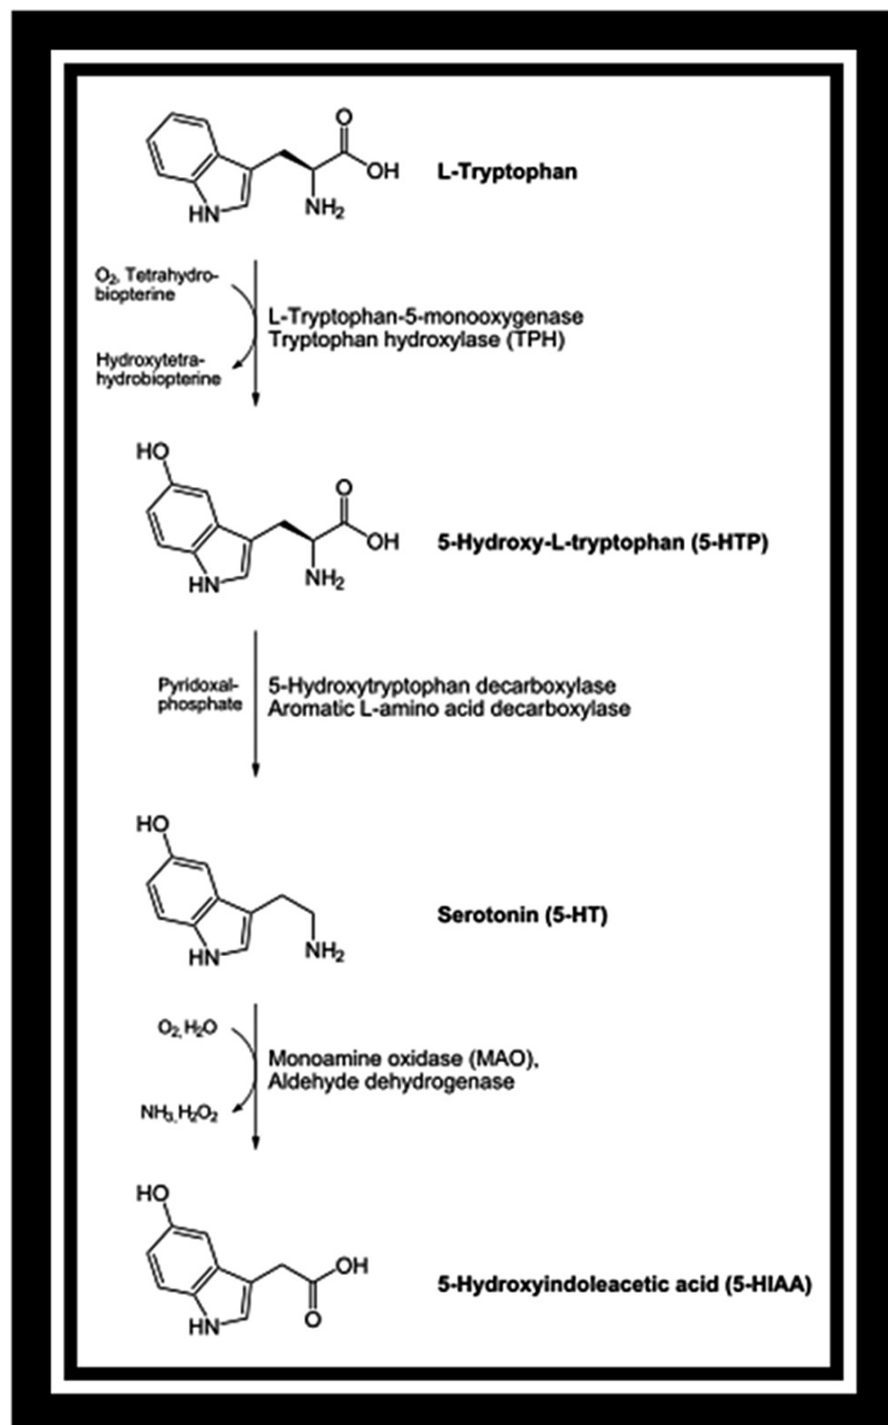 O
OH
L-Tryptophan
HN
NH2
O2, Tetrahydro-
biopterine
L-Tryptophan-5-monooxygenase
Tryptophan hydroxylase (TPH)
Hydroxytetra-
hydrobiopterine
HO
O
OH
5-Hydroxy-L-tryptophan (5-HTP)
HN
NH2
Pyridoxal-
phosphate
5-Hydroxytryptophan decarboxylase
Aromatic L-amino acid decarboxylase
HO
Serotonin (5-HT)
HN
NH2
O2, H2O
Monoamine oxidase (MAO),
Aldehyde dehydrogenase
NH3, H2O2
HO
OH
5-Hydroxyindoleacetic acid (5-HIAA)
HN
O